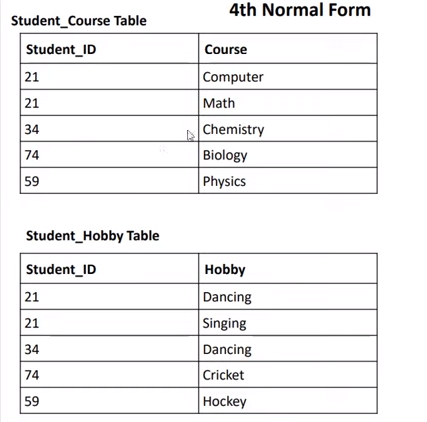 4th Normal Form
Student_Course Table
Student_ID Course
21 Computer
21 Math
34 Chemistry
74 Biology
59 Physics
Student_Hobby Table
Student_ID Hobby
21 Dancing
21 Singing
34 Dancing
74 Cricket
59 Hockey